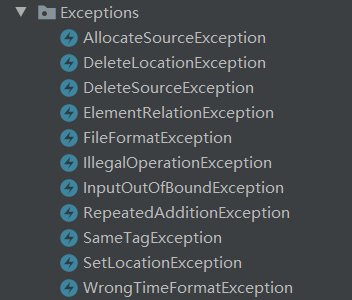 Exceptions
AllocateSourceException
DeleteLocationException
DeleteSourceException
ElementRelationException
FileFormatException
IllegalOperationException
InputOutOfBoundException
RepeatedAdditionException
SameTagException
SetLocationException
WrongTimeFormatException